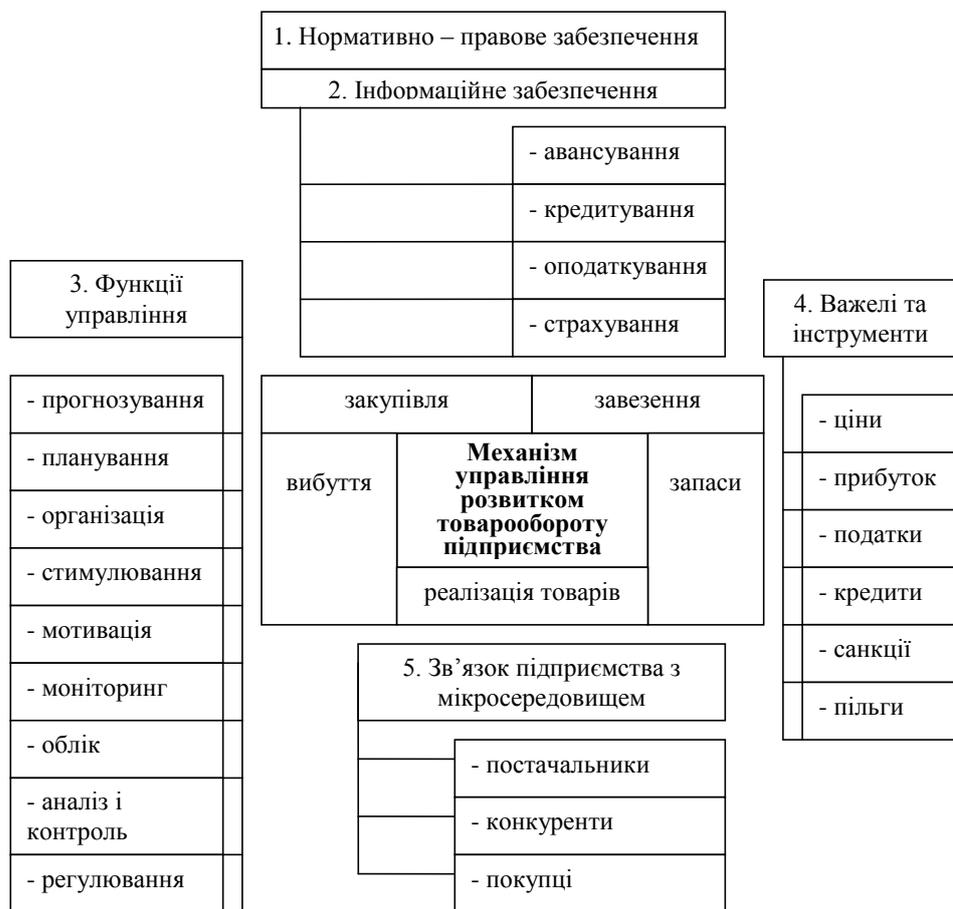 1. Нормативно – правове забезпечення
2. Інформаційне забезпечення
- авансування
- кредитування
- оподаткування
- страхування
3. Функції
управління
- прогнозування
- планування
- організація
- стимулювання
- мотивація
- моніторинг
- облік
- аналіз і
контроль
- регулювання
закупівля
завезення
вибуття
Механізм
управління
розвитком
товарообороту
підприємства
запаси
реалізація товарів
4. Важелі та
інструменти
- ціни
- прибуток
- податки
- кредити
- санкції
- пільги
5. Зв’язок підприємства з
мікросередовищем
- постачальники
- конкуренти
- покупці